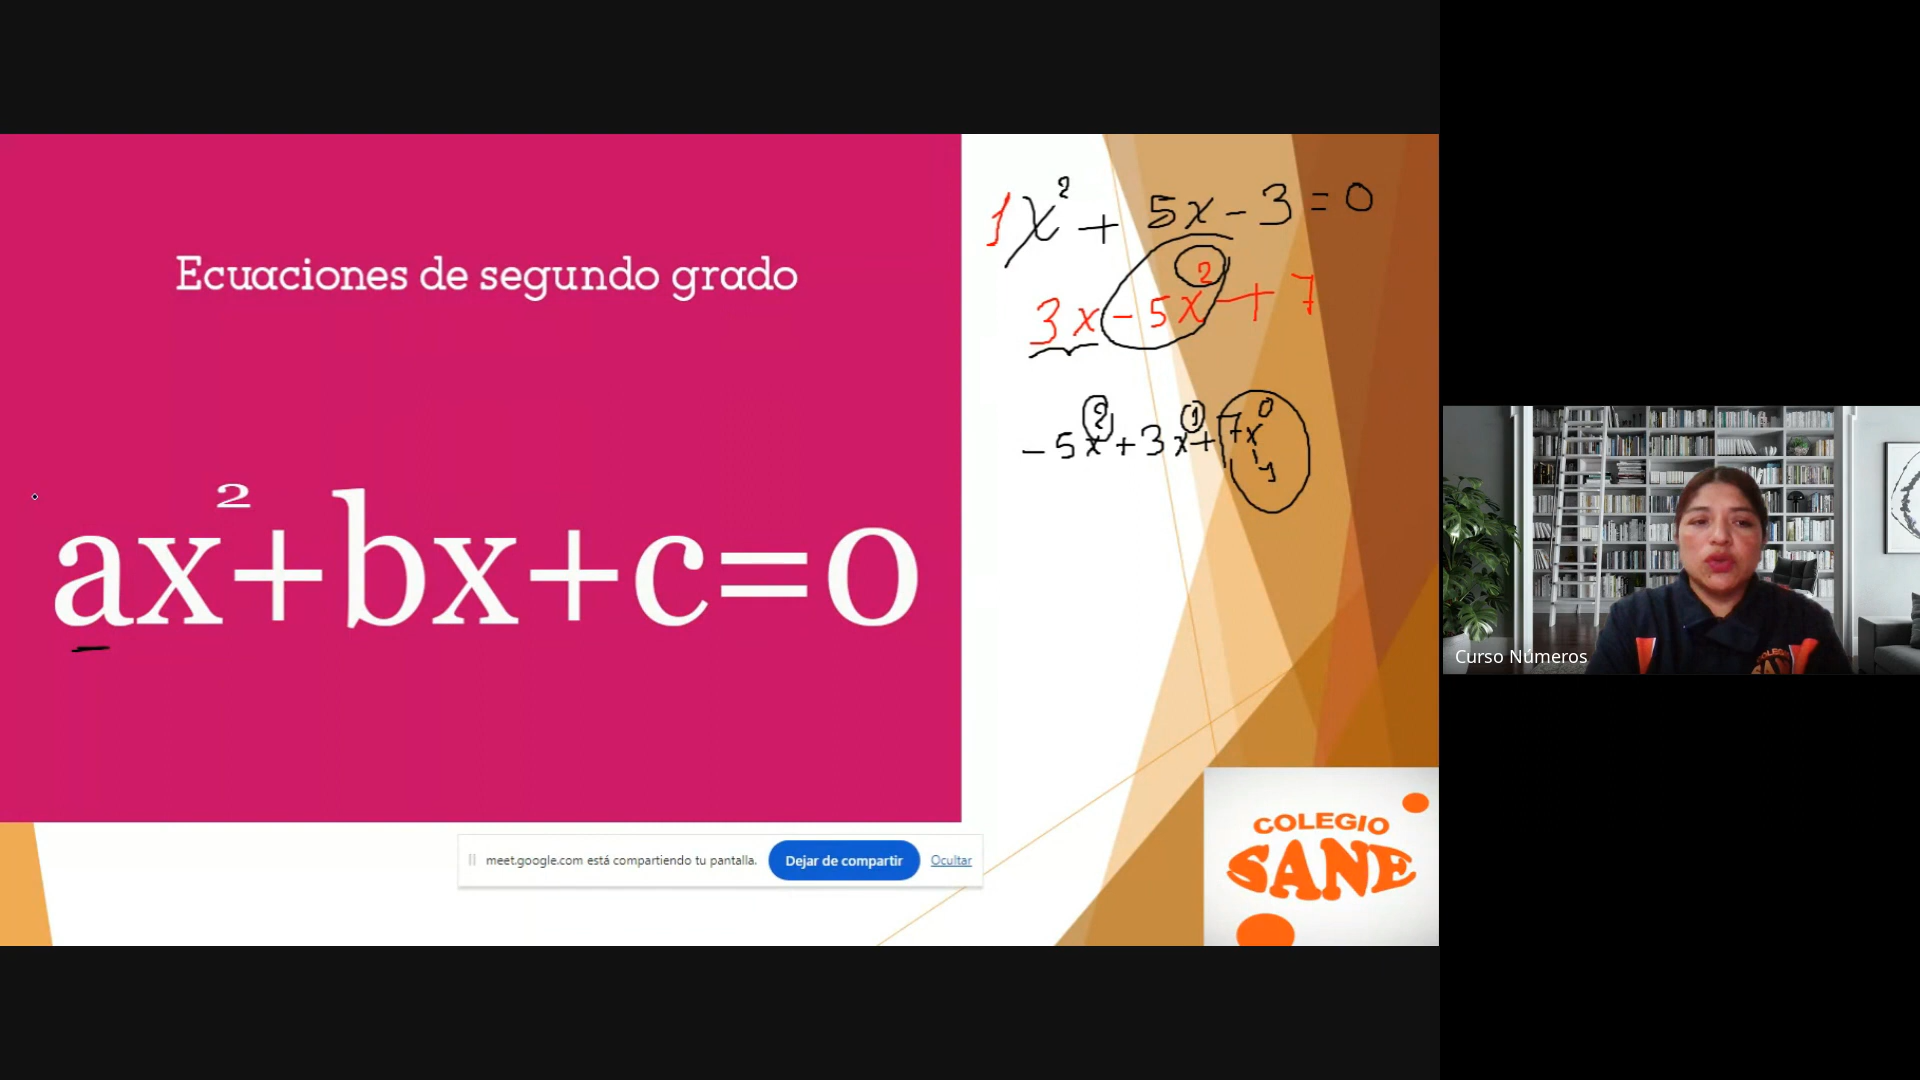 Ecuaciones de segundo grado
ax²+bx+c=0
1x² + 5x - 3 = 0
3x - 5x² + 7
-5x² + 3x¹ + 7x⁰
meet.google.com está compartiendo tu pantalla.
Dejar de compartir
Ocultar
COLEGIO
SANE
Curso Números